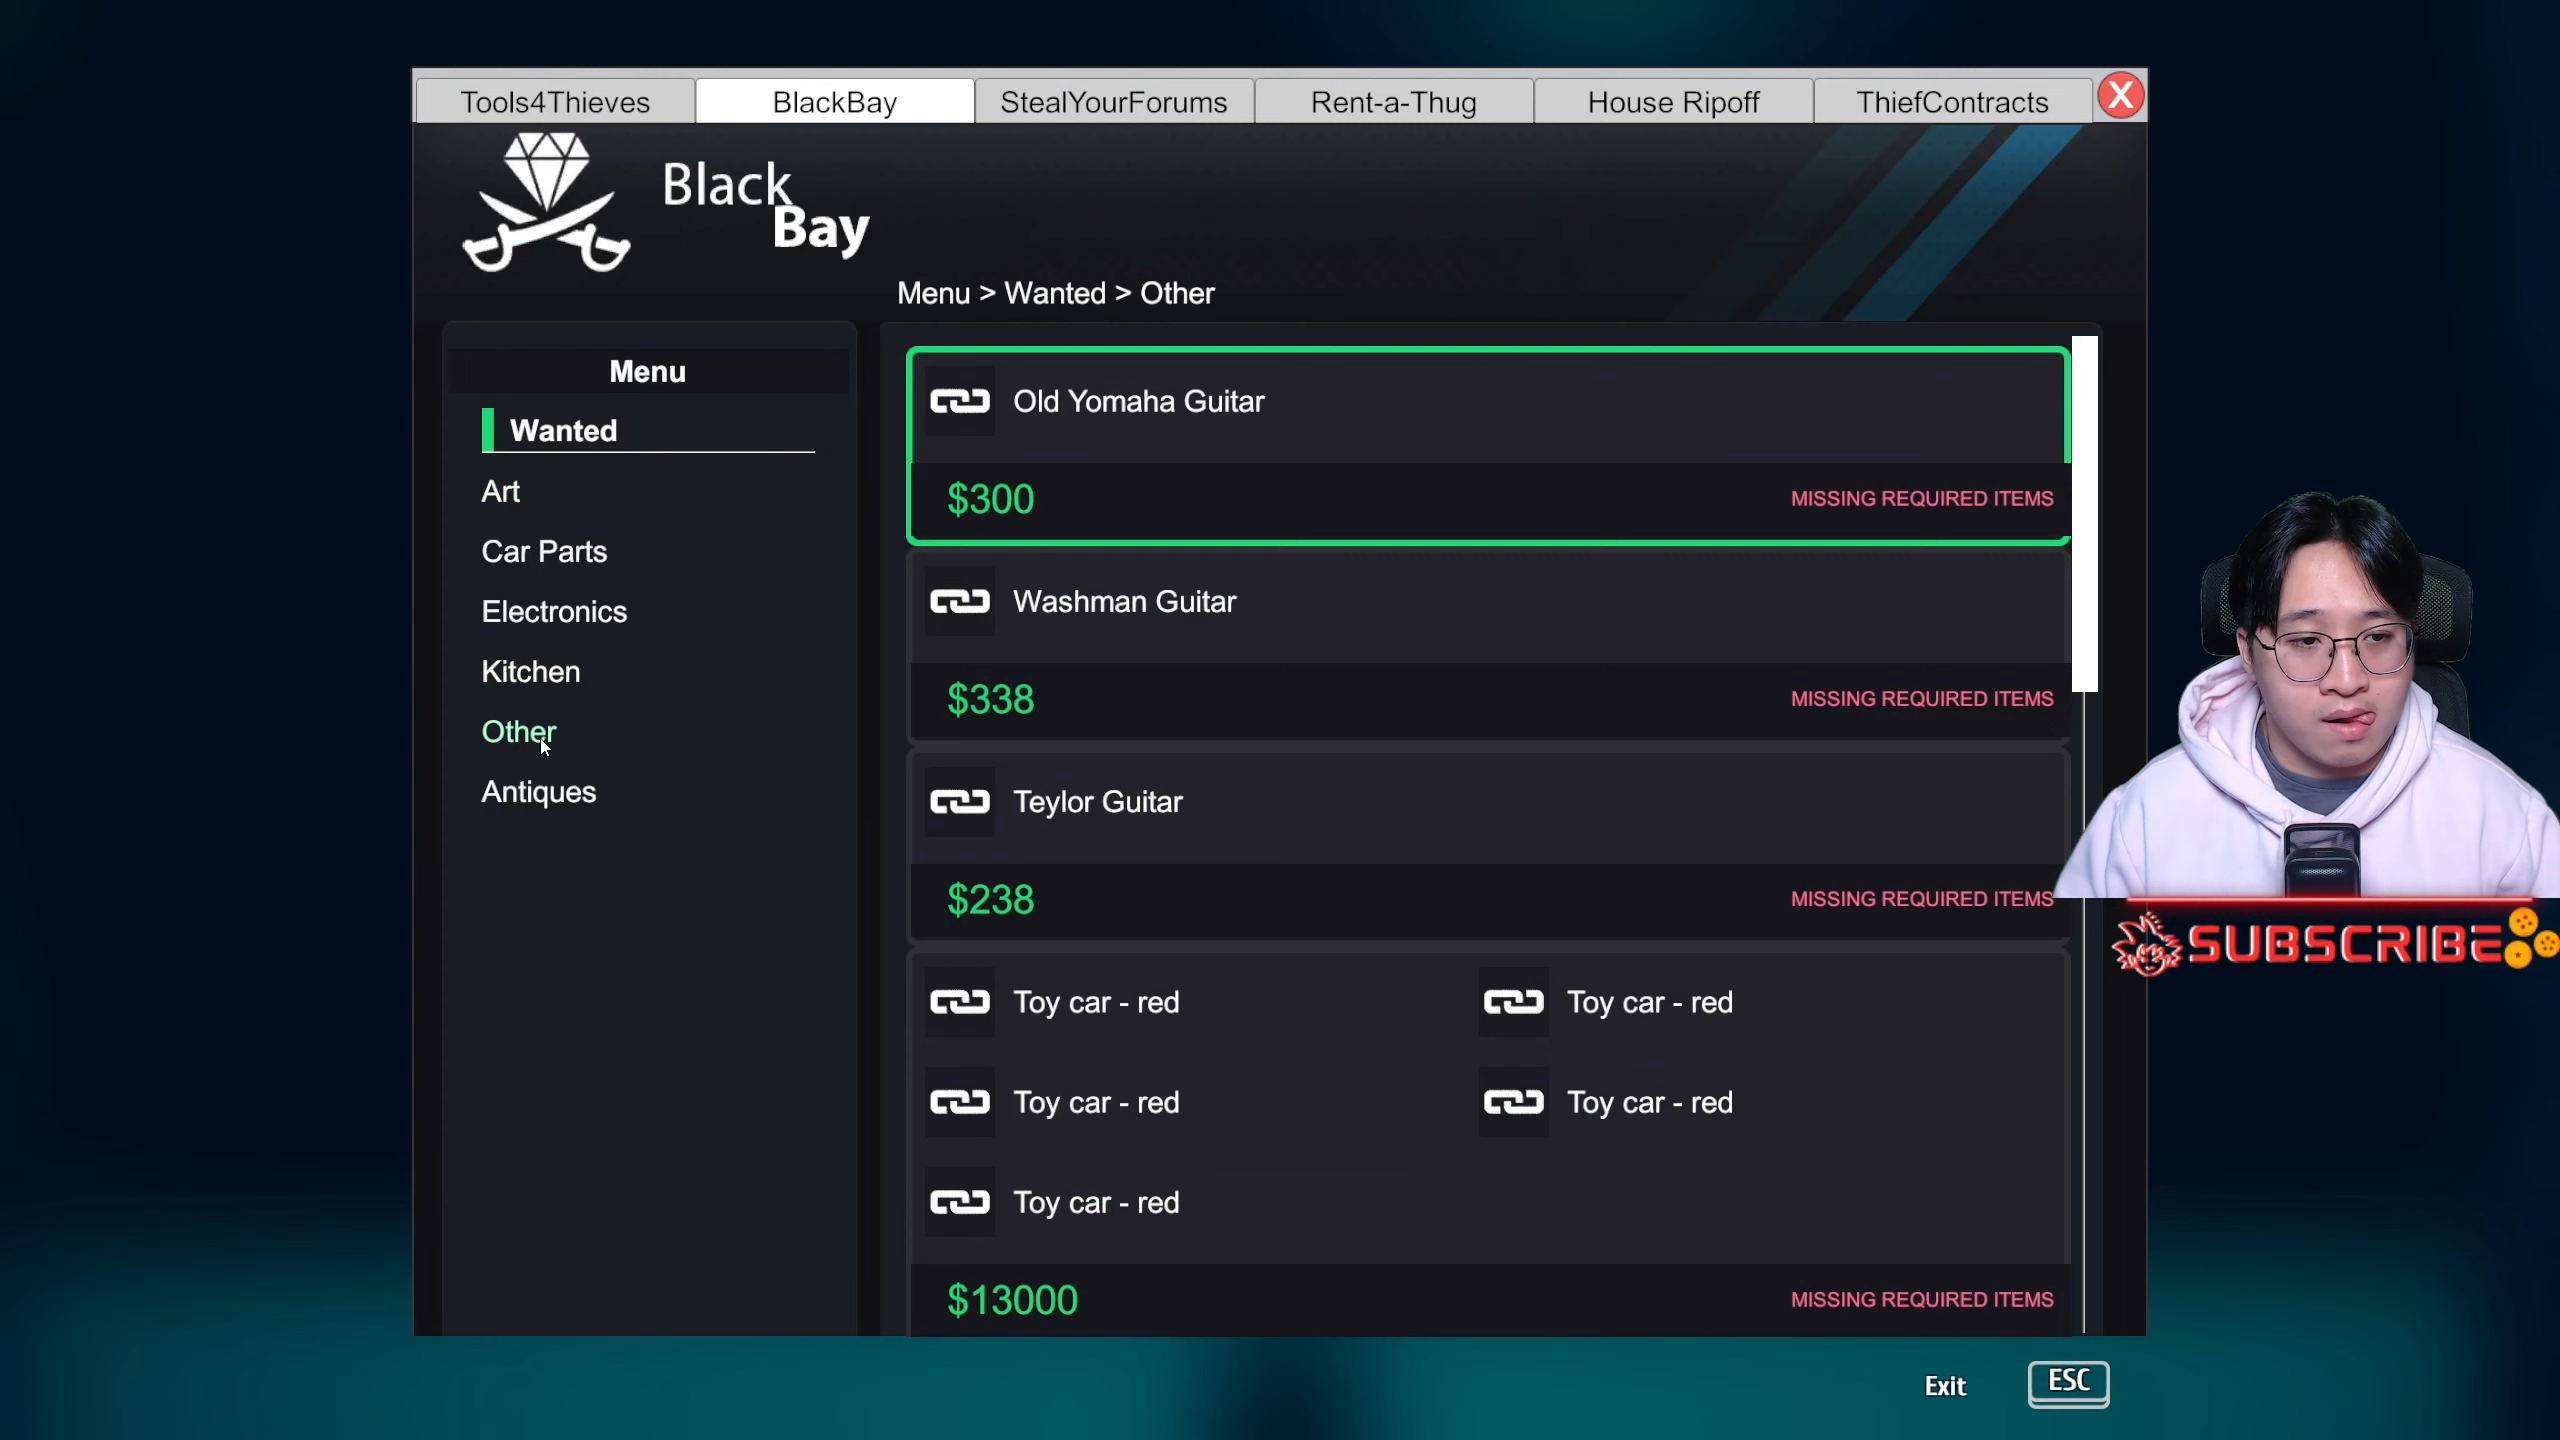 Tools4Thieves
BlackBay
StealYourForums
Rent-a-Thug
House Ripoff
ThiefContracts
X
Black
Bay
Menu > Wanted > Other
Menu
Wanted
Art
Car Parts
Electronics
Kitchen
Other
Antiques
Old Yomaha Guitar
$300
MISSING REQUIRED ITEMS
Washman Guitar
$338
MISSING REQUIRED ITEMS
Teylor Guitar
$238
MISSING REQUIRED ITEMS
Toy car - red
Toy car - red
Toy car - red
Toy car - red
Toy car - red
$13000
MISSING REQUIRED ITEMS
SUBSCRIBE
Exit
ESC